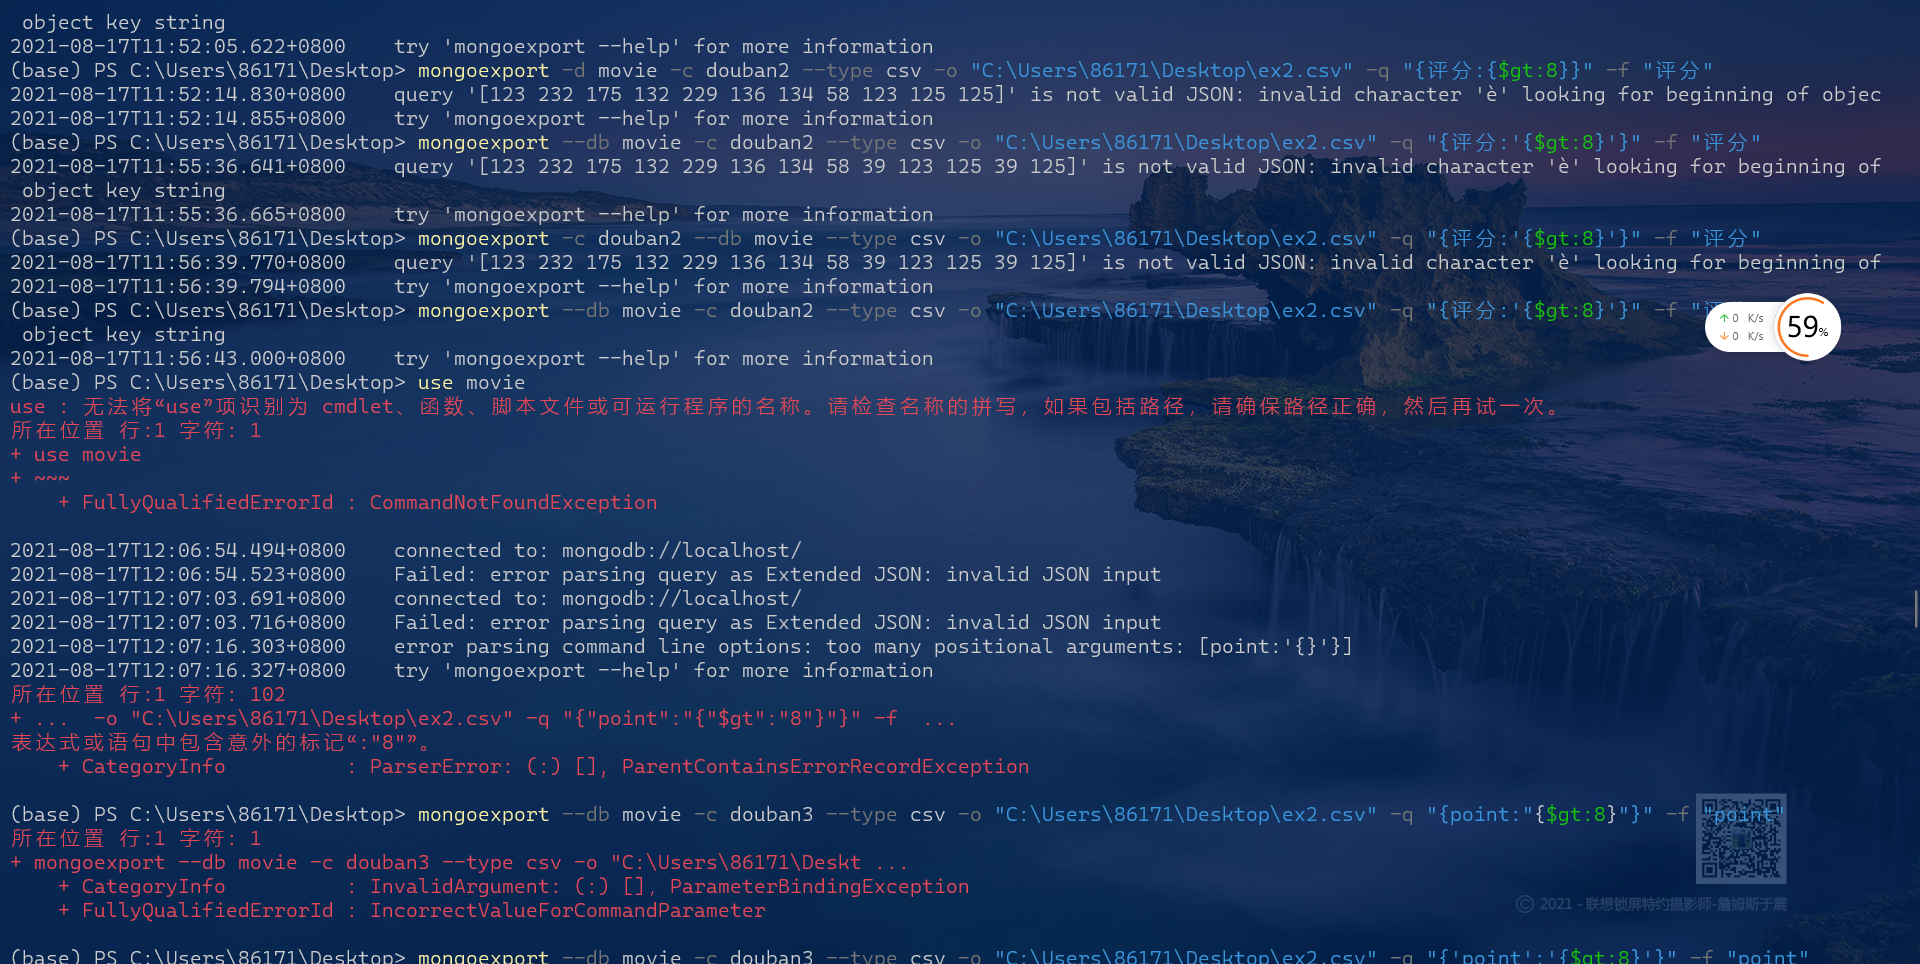 object key string
2021-08-17T11:52:05.622+0800    try 'mongoexport --help' for more information
(base) PS C:\Users\86171\Desktop> mongoexport -d movie -c douban2 --type csv -o "C:\Users\86171\Desktop\ex2.csv" -q "{评分:{$gt:8}}" -f "评分"
2021-08-17T11:52:14.830+0800    query '[123 232 175 132 229 136 134 58 123 125 125]' is not valid JSON: invalid character 'è' looking for beginning of objec
2021-08-17T11:52:14.855+0800    try 'mongoexport --help' for more information
(base) PS C:\Users\86171\Desktop> mongoexport --db movie -c douban2 --type csv -o "C:\Users\86171\Desktop\ex2.csv" -q "{评分:'{$gt:8}'}" -f "评分"
2021-08-17T11:55:36.641+0800    query '[123 232 175 132 229 136 134 58 39 123 125 39 125]' is not valid JSON: invalid character 'è' looking for beginning of
object key string
2021-08-17T11:55:36.665+0800    try 'mongoexport --help' for more information
(base) PS C:\Users\86171\Desktop> mongoexport -c douban2 --db movie --type csv -o "C:\Users\86171\Desktop\ex2.csv" -q "{评分:'{$gt:8}'}" -f "评分"
2021-08-17T11:56:39.770+0800    query '[123 232 175 132 229 136 134 58 39 123 125 39 125]' is not valid JSON: invalid character 'è' looking for beginning of
2021-08-17T11:56:39.794+0800    try 'mongoexport --help' for more information
(base) PS C:\Users\86171\Desktop> mongoexport --db movie -c douban2 --type csv -o "C:\Users\86171\Desktop\ex2.csv" -q "{评分:'{$gt:8}'}" -f
↑ 0 K/s
↓ 0 K/s
59%
object key string
2021-08-17T11:56:43.000+0800    try 'mongoexport --help' for more information
(base) PS C:\Users\86171\Desktop> use movie
use : 无法将“use”项识别为 cmdlet、函数、脚本文件或可运行程序的名称。请检查名称的拼写，如果包括路径，请确保路径正确，然后再试一次。
所在位置 行:1 字符: 1
+ use movie
+ ~~~
    + FullyQualifiedErrorId : CommandNotFoundException
2021-08-17T12:06:54.494+0800    connected to: mongodb://localhost/
2021-08-17T12:06:54.523+0800    Failed: error parsing query as Extended JSON: invalid JSON input
2021-08-17T12:07:03.691+0800    connected to: mongodb://localhost/
2021-08-17T12:07:03.716+0800    Failed: error parsing query as Extended JSON: invalid JSON input
2021-08-17T12:07:16.303+0800    error parsing command line options: too many positional arguments: [point:'{}'}]
2021-08-17T12:07:16.327+0800    try 'mongoexport --help' for more information
所在位置 行:1 字符: 102
+ ...  -o "C:\Users\86171\Desktop\ex2.csv" -q "{"point":"{"$gt":"8"}"}" -f  ...
表达式或语句中包含意外的标记“:"8"”。
    + CategoryInfo          : ParserError: (:) [], ParentContainsErrorRecordException
(base) PS C:\Users\86171\Desktop> mongoexport --db movie -c douban3 --type csv -o "C:\Users\86171\Desktop\ex2.csv" -q "{point:"{$gt:8}"}" -f "point"
所在位置 行:1 字符: 1
+ mongoexport --db movie -c douban3 --type csv -o "C:\Users\86171\Deskt ...
    + CategoryInfo          : InvalidArgument: (:) [], ParameterBindingException
    + FullyQualifiedErrorId : IncorrectValueForCommandParameter
© 2021 - 联想锁屏特约摄影师-詹姆斯于震
(base) PS C:\Users\86171\Desktop> mongoexport --db movie -c douban3 --type csv -o "C:\Users\86171\Desktop\ex2.csv" -q "{'point':'{$gt:8}'}" -f "point"